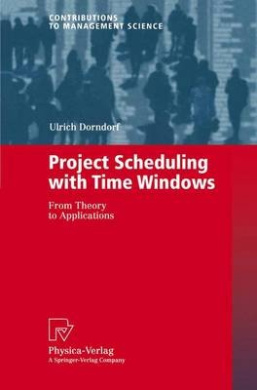 CONTRIBUTIONS
TO MANAGEMENT SCIENCE
Ulrich Dorndorf
Project Scheduling
with Time Windows
From Theory
to Applications
Physica-Verlag
A Springer-Verlag Company